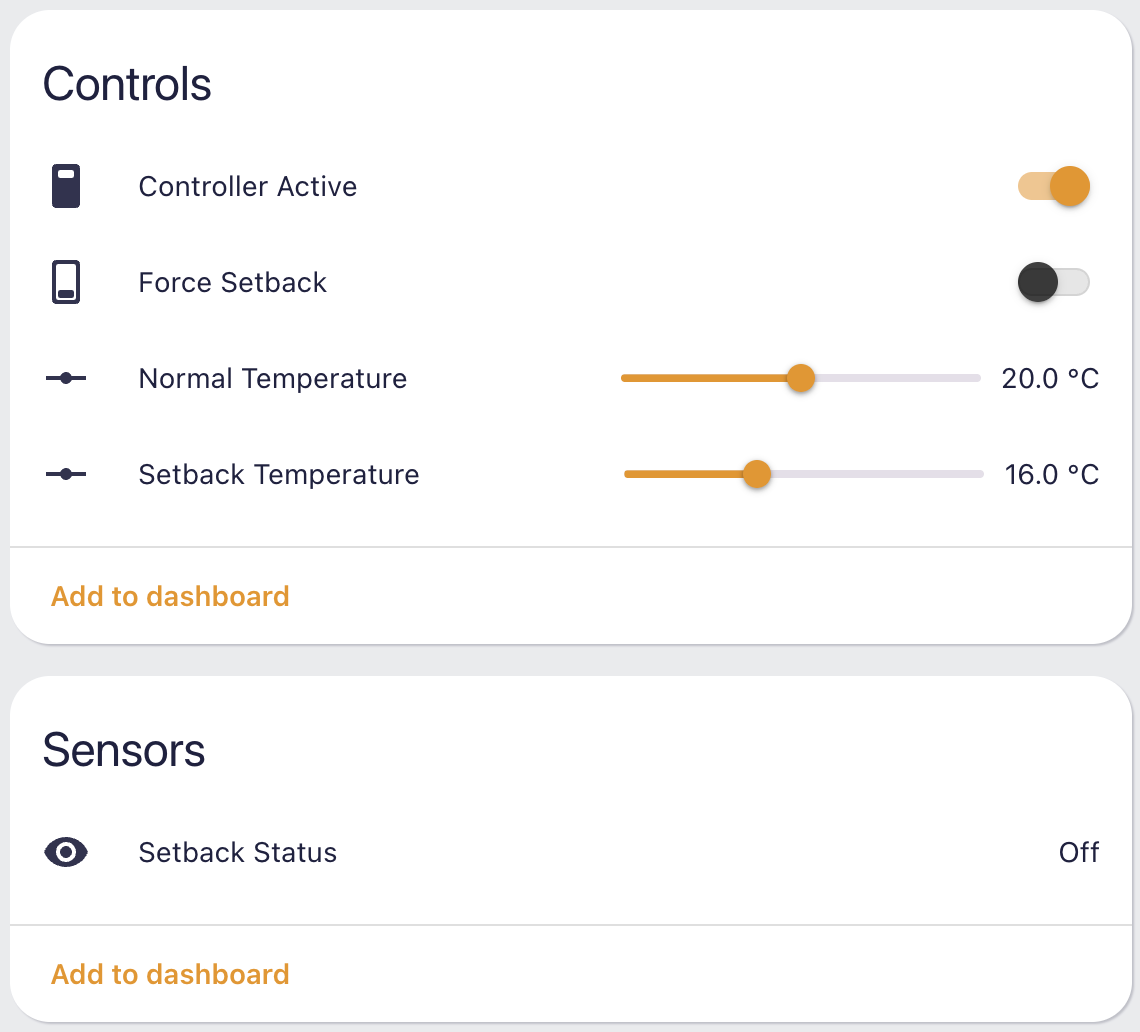 Controls
Controller Active
Force Setback
Normal Temperature 20.0 °C
Setback Temperature 16.0 °C
Add to dashboard
Sensors
Setback Status Off
Add to dashboard